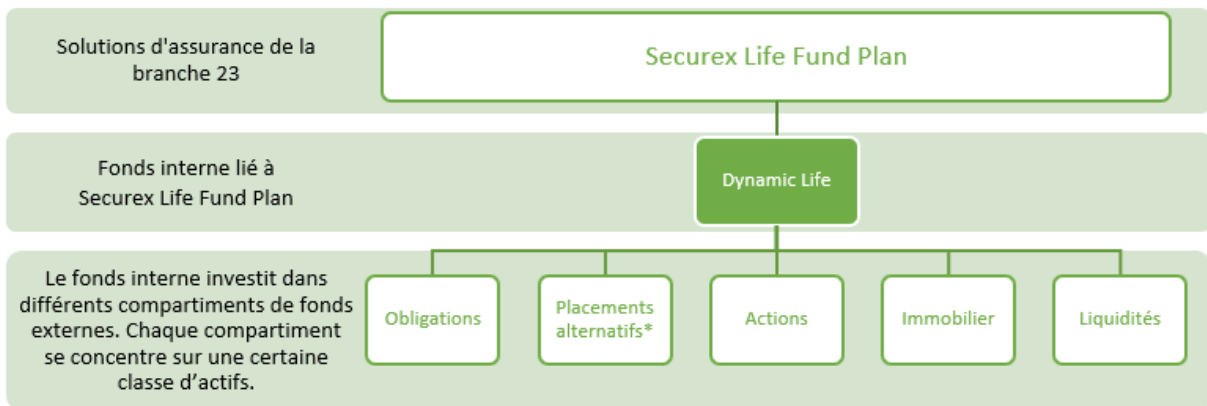 Solutions d'assurance de la
branche 23
Securex Life Fund Plan
Fonds interne lié à
Securex Life Fund Plan
Dynamic Life
Le fonds interne investit dans
différents compartiments de fonds
externes. Chaque compartiment
se concentre sur une certaine
classe d’actifs.
Obligations
Placements
alternatifs*
Actions
Immobilier
Liquidités